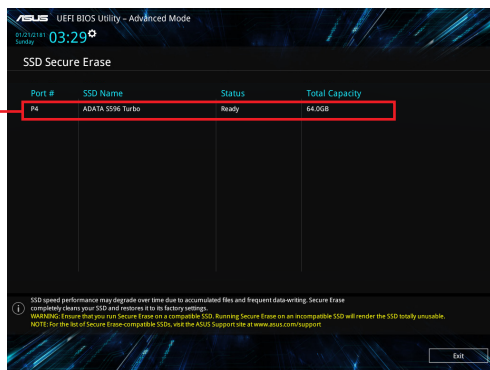 ASUS UEFI BIOS Utility – Advanced Mode
01/21/2181 Sunday 03:29
SSD Secure Erase
Port # SSD Name Status Total Capacity
P4 ADATA S596 Turbo Ready 64.0GB
SSD speed performance may degrade over time due to accumulated files and frequent data-writing. Secure Erase
completely cleans your SSD and restores it to its factory settings.
WARNING: Ensure that you run Secure Erase on a compatible SSD. Running Secure Erase on an incompatible SSD will render the SSD totally unusable.
NOTE: For the list of Secure Erase-compatible SSDs, visit the ASUS Support site at www.asus.com/support
Exit